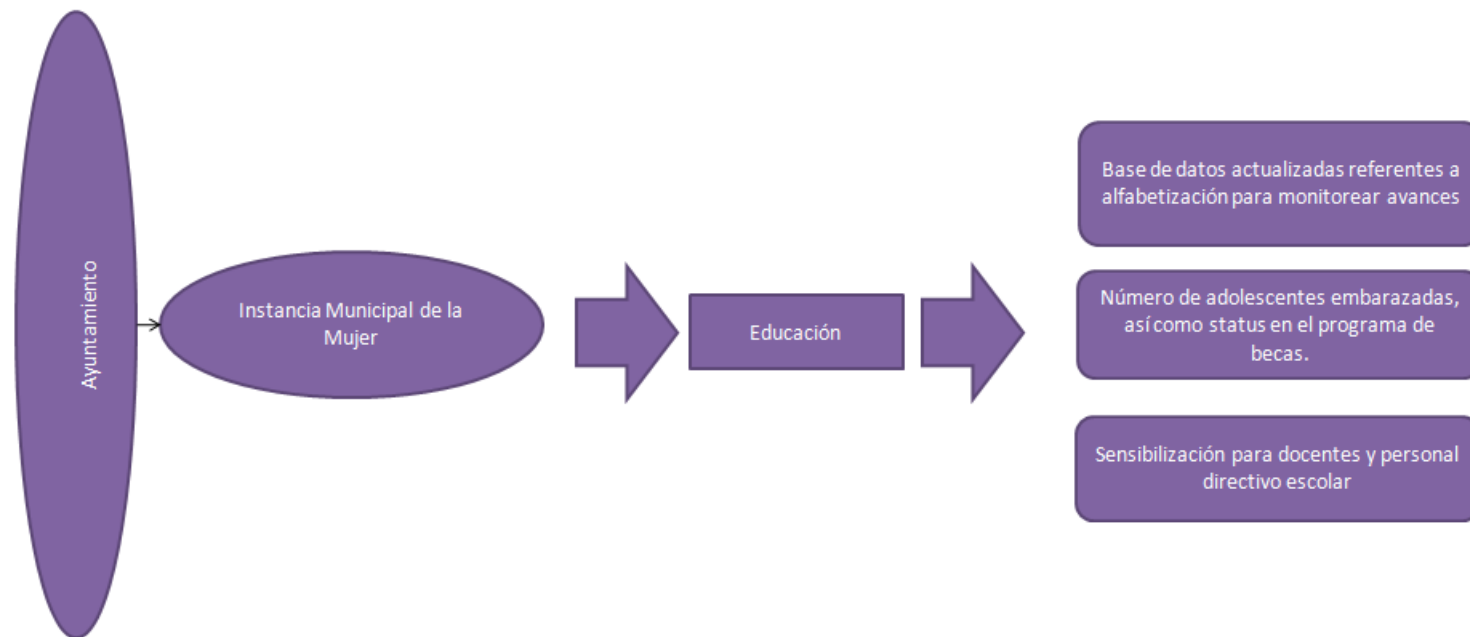 Ayuntamiento
Instancia Municipal de la
Mujer
Educación
Base de datos actualizadas referentes a
alfabetización para monitorear avances
Número de adolescentes embarazadas,
así como status en el programa de
becas.
Sensibilización para docentes y personal
directivo escolar